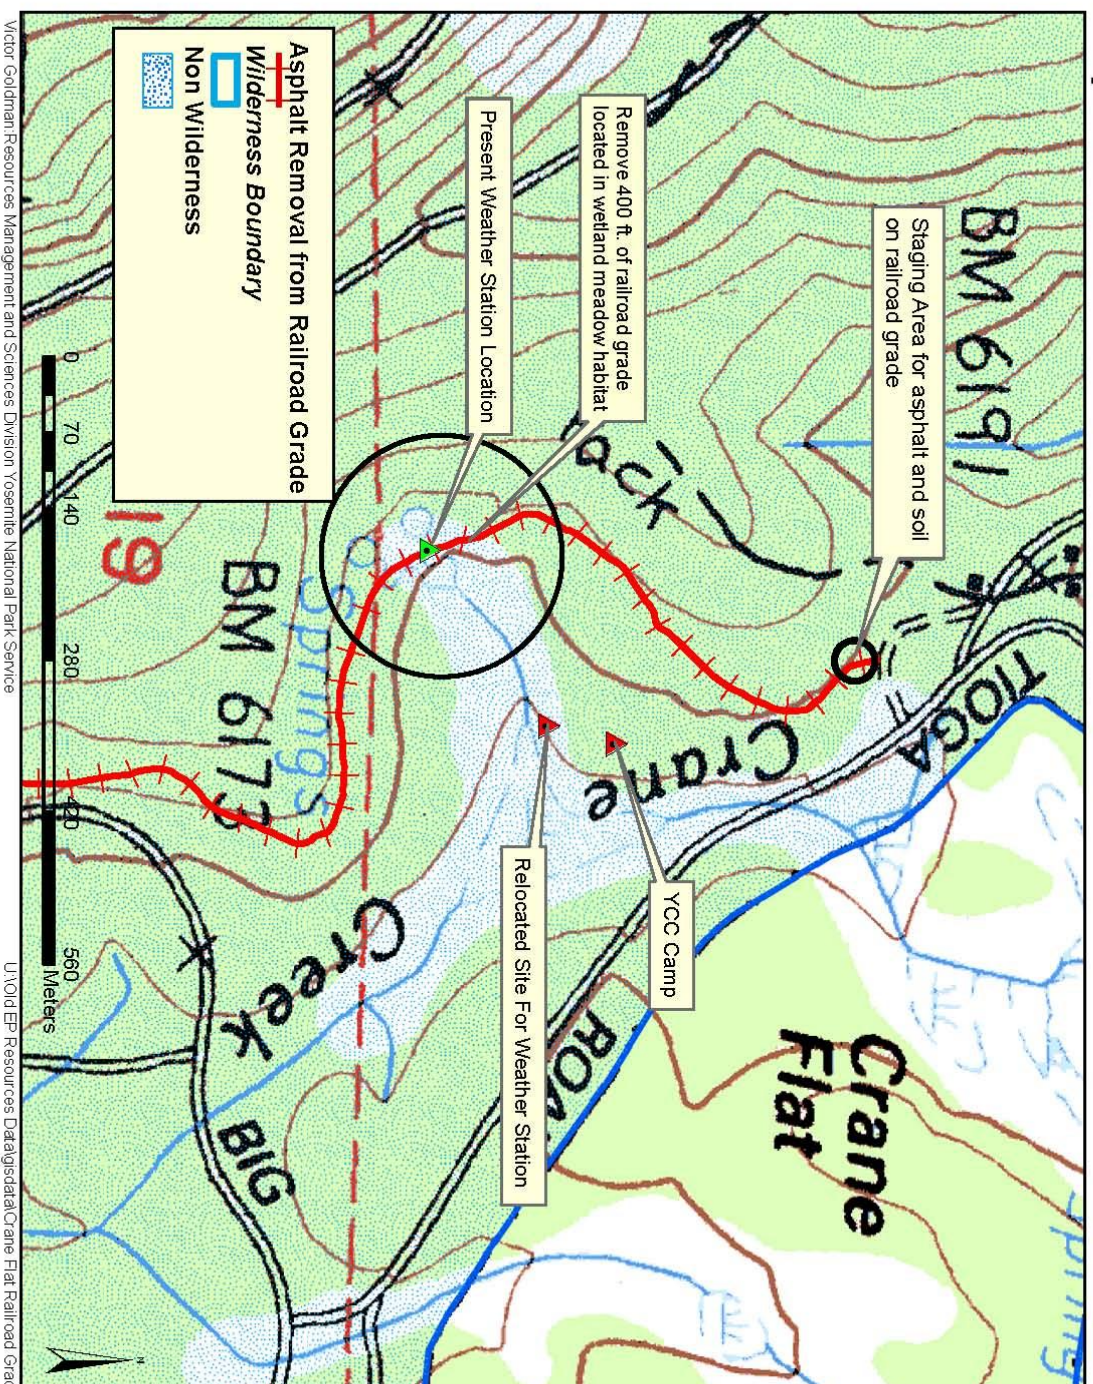 BM 6191
Staging Area for asphalt and soil
on railroad grade
Remove 400 ft. of railroad grade
located in wetland meadow habitat
Present Weather Station Location
ack
TIOGA
Crane
YCC Camp
Relocated Site For Weather Station
ROA
Crane
Flat
Spring
Springs
BM 6173
19
Creek
BIG
Asphalt Removal from Railroad Grade
Wilderness Boundary
Non Wilderness
0 70 140 280 420 560
Meters
N
Victor Goldman:Resources Management and Sciences Division Yosemite National Park Service
U:\Old EP Resources Data\gisdata\Crane Flat Railroad Grad